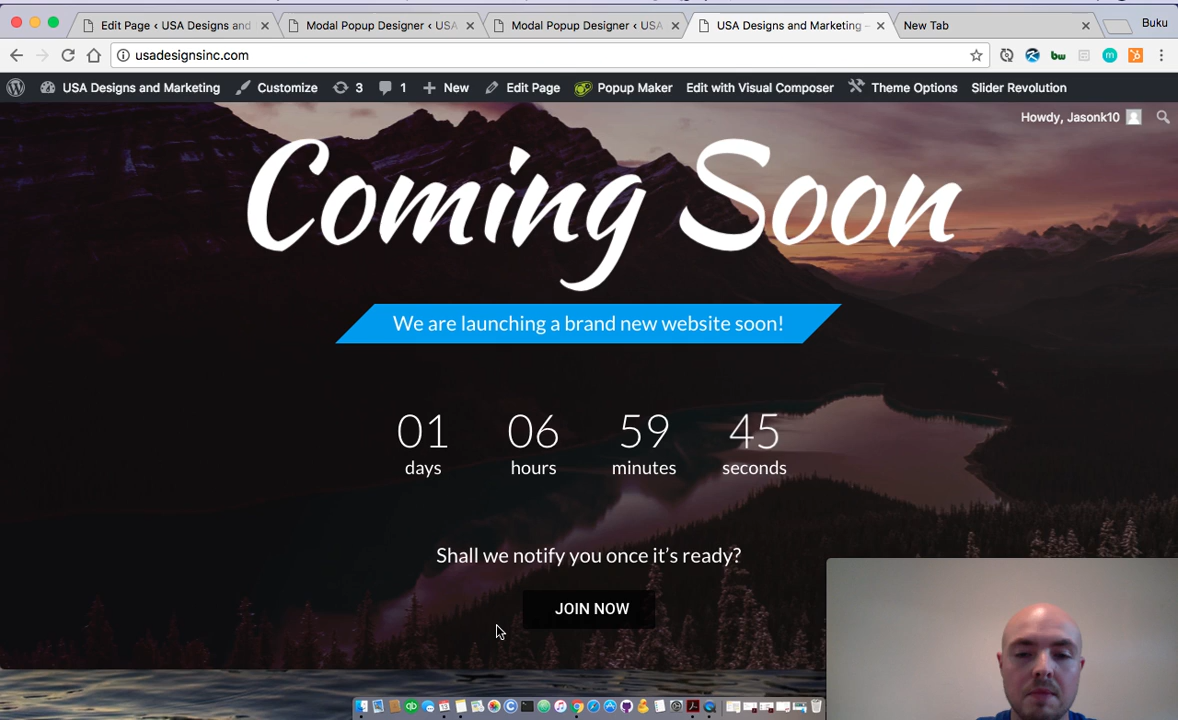 Edit Page ‹ USA Designs and
Modal Popup Designer ‹ USA
Modal Popup Designer ‹ USA
USA Designs and Marketing –
New Tab
Buku
usadesignsinc.com
bw
m
USA Designs and Marketing
Customize
3
1
New
Edit Page
Popup Maker
Edit with Visual Composer
Theme Options
Slider Revolution
Howdy, Jasonk10
Coming Soon
We are launching a brand new website soon!
01 06 59 45
days hours minutes seconds
Shall we notify you once it’s ready?
JOIN NOW